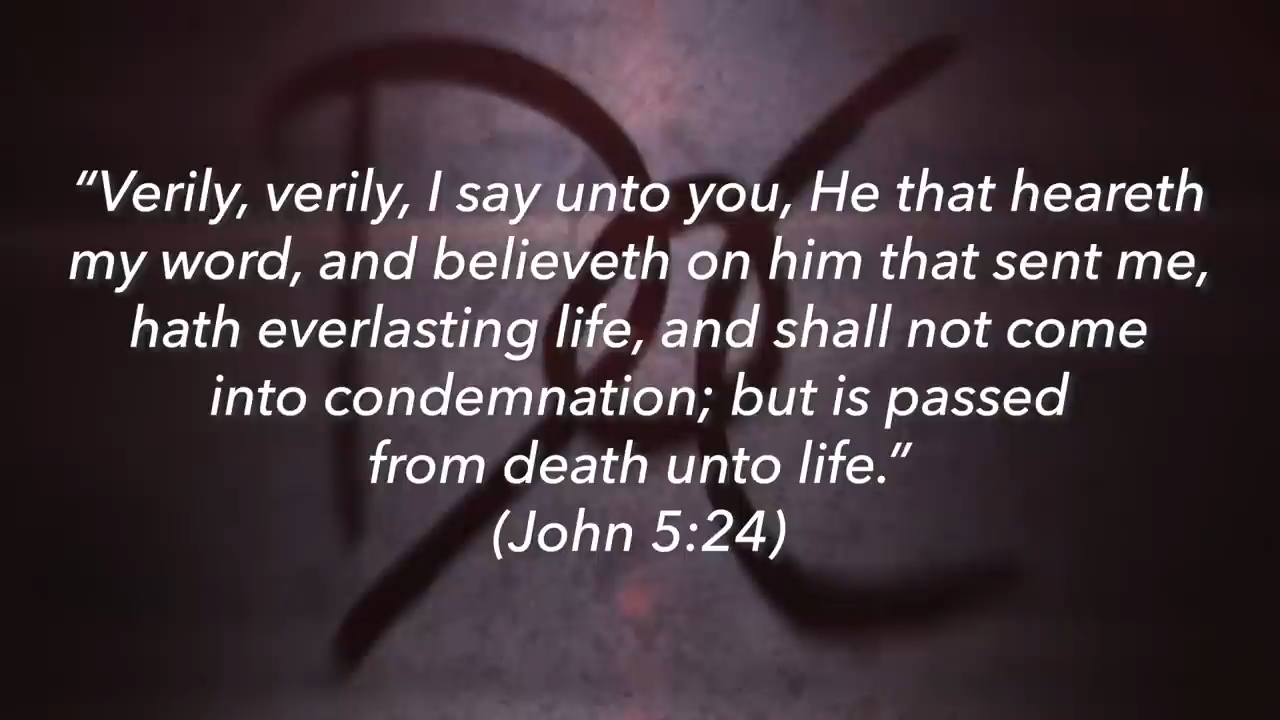 “Verily, verily, I say unto you, He that heareth
my word, and believeth on him that sent me,
hath everlasting life, and shall not come
into condemnation; but is passed
from death unto life.”
(John 5:24)